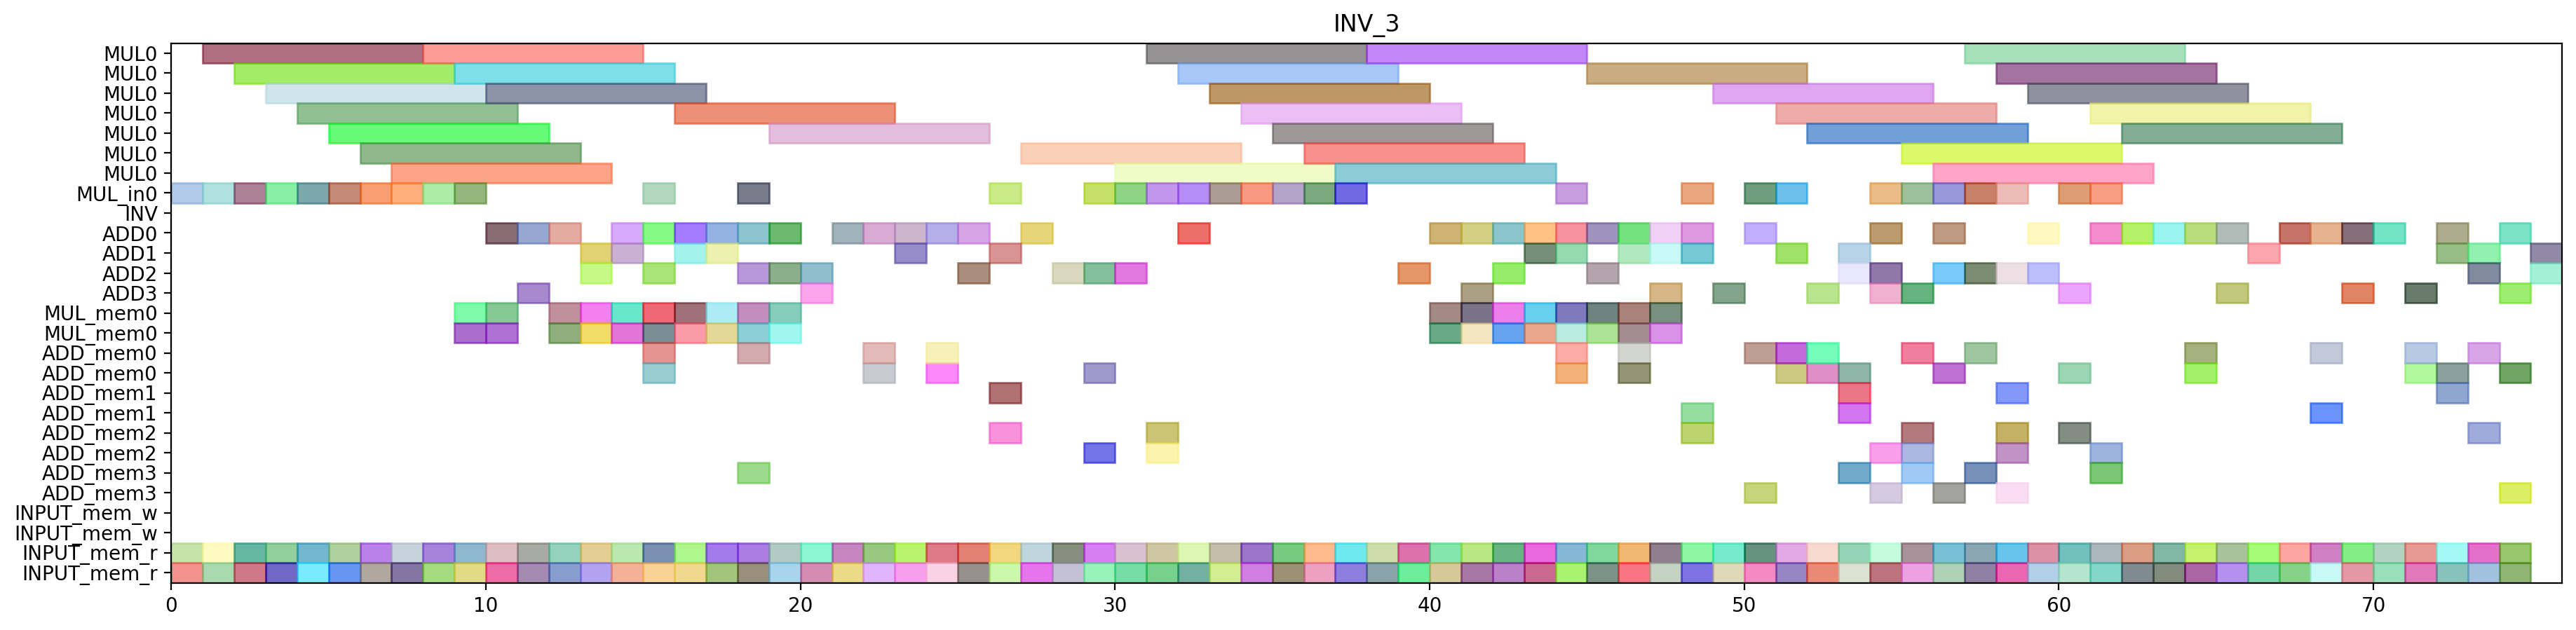 INV_3
MUL0
MUL0
MUL0
MUL0
MUL0
MUL0
MUL0
MUL_in0
INV
ADD0
ADD1
ADD2
ADD3
MUL_mem0
MUL_mem0
ADD_mem0
ADD_mem0
ADD_mem1
ADD_mem1
ADD_mem2
ADD_mem2
ADD_mem3
ADD_mem3
INPUT_mem_w
INPUT_mem_w
INPUT_mem_r
INPUT_mem_r
0 10 20 30 40 50 60 70